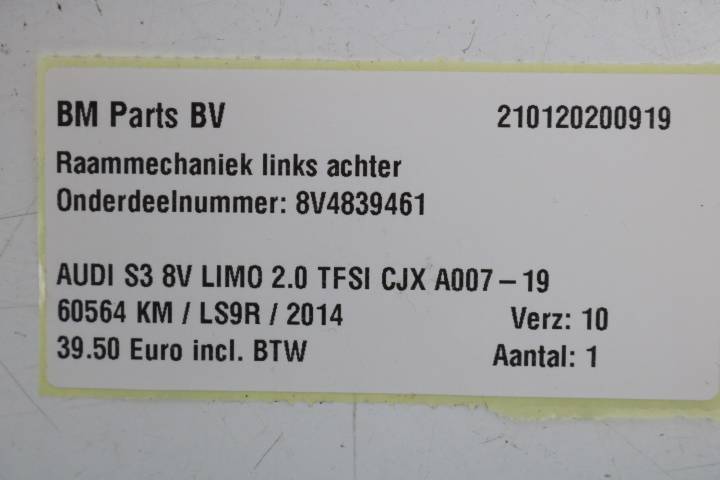 BM Parts BV 210120200919
Raammechaniek links achter
Onderdeelnummer: 8V4839461
AUDI S3 8V LIMO 2.0 TFSI CJX A007-19
60564 KM / LS9R / 2014 Verz: 10
39.50 Euro incl. BTW Aantal: 1